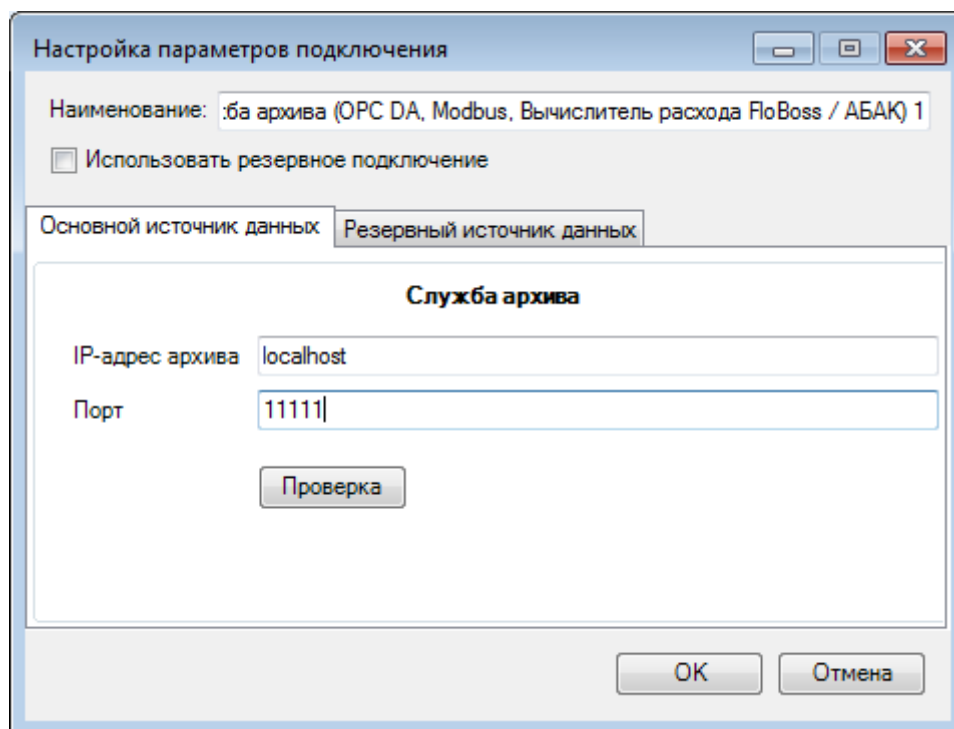 Настройка параметров подключения
Наименование: :ба архива (OPC DA, Modbus, Вычислитель расхода FloBoss / АБАК) 1
Использовать резервное подключение
Основной источник данных Резервный источник данных
Служба архива
IP-адрес архива localhost
Порт 11111
Проверка
OK Отмена